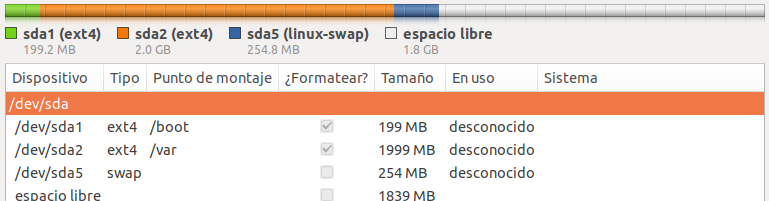 sda1 (ext4) sda2 (ext4) sda5 (linux-swap) espacio libre
199.2 MB 2.0 GB 254.8 MB 1.8 GB
Dispositivo Tipo Punto de montaje ¿Formatear? Tamaño En uso Sistema
/dev/sda
/dev/sda1 ext4 /boot 199 MB desconocido
/dev/sda2 ext4 /var 1999 MB desconocido
/dev/sda5 swap 254 MB desconocido
espacio libre 1839 MB